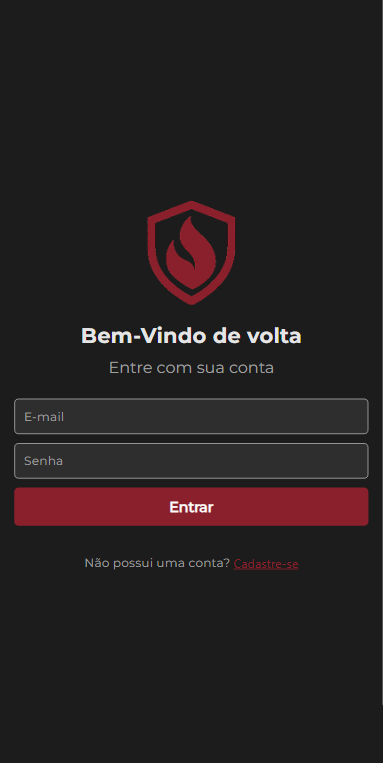 Bem-Vindo de volta
Entre com sua conta
E-mail
Senha
Entrar
Não possui uma conta? Cadastre-se